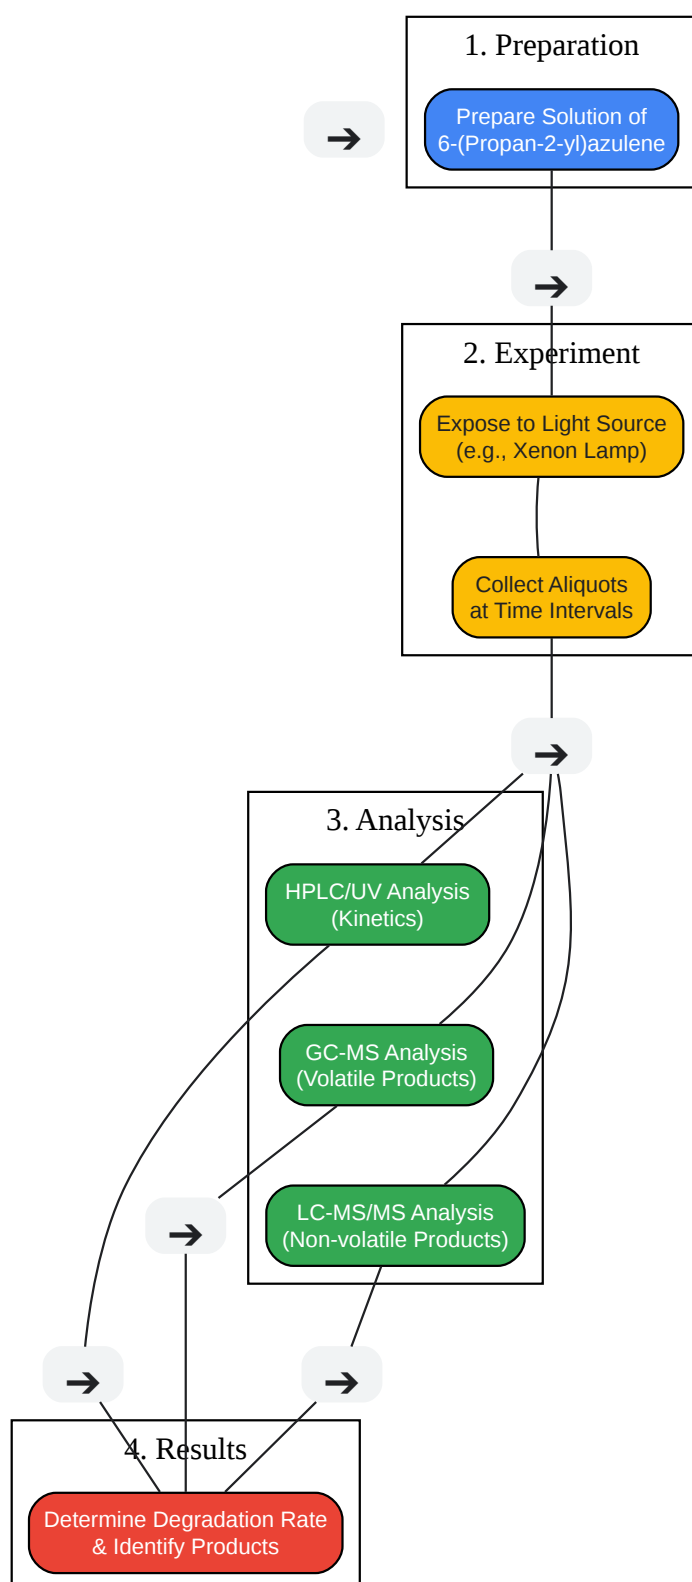 1. Preparation
➔
Prepare Solution of
6-(Propan-2-yl)azulene
➔
2. Experiment
Expose to Light Source
(e.g., Xenon Lamp)
Collect Aliquots
at Time Intervals
➔
3. Analysis
HPLC/UV Analysis
(Kinetics)
GC-MS Analysis
(Volatile Products)
LC-MS/MS Analysis
(Non-volatile Products)
➔
➔
➔
4. Results
Determine Degradation Rate
& Identify Products